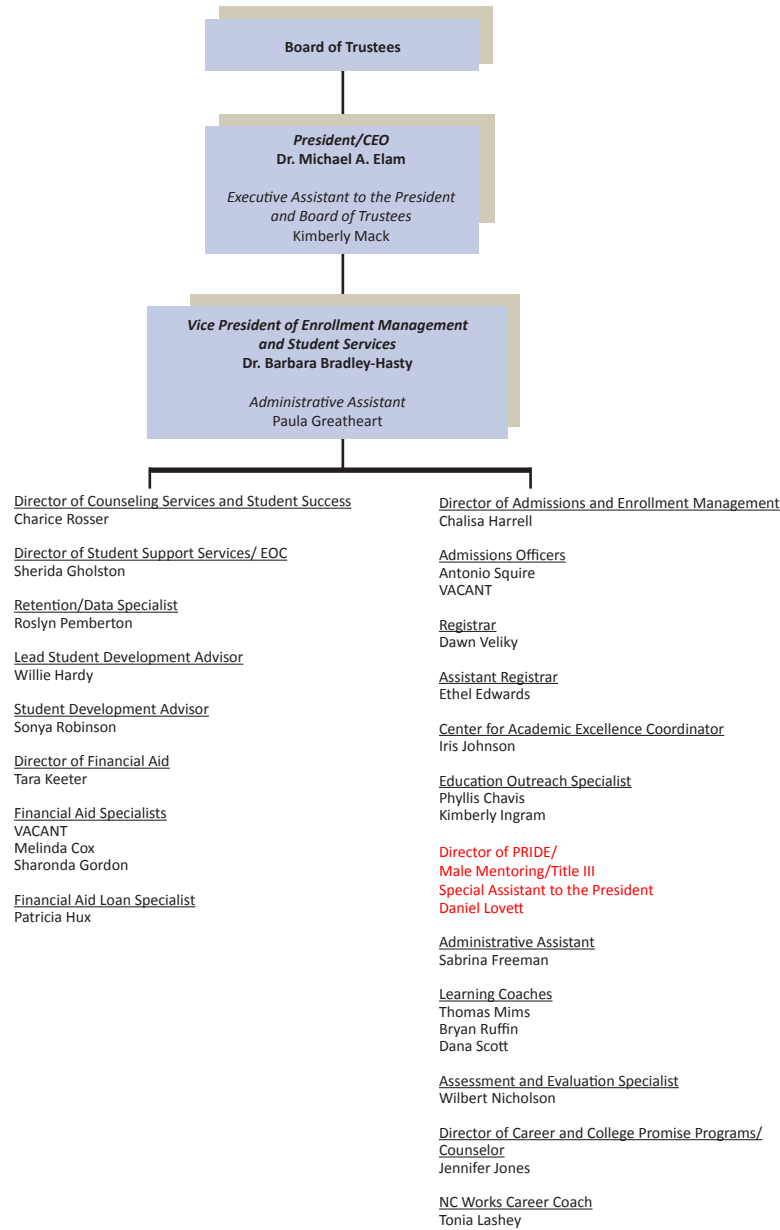 Board of Trustees
President/CEO
Dr. Michael A. Elam
Executive Assistant to the President
and Board of Trustees
Kimberly Mack
Vice President of Enrollment Management
and Student Services
Dr. Barbara Bradley-Hasty
Administrative Assistant
Paula Greatheart
Director of Counseling Services and Student Success
Charice Rosser
Director of Student Support Services/ EOC
Sherida Gholston
Retention/Data Specialist
Roslyn Pemberton
Lead Student Development Advisor
Willie Hardy
Student Development Advisor
Sonya Robinson
Director of Financial Aid
Tara Keeter
Financial Aid Specialists
VACANT
Melinda Cox
Sharonda Gordon
Financial Aid Loan Specialist
Patricia Hux
Director of Admissions and Enrollment Management
Chalisa Harrell
Admissions Officers
Antonio Squire
VACANT
Registrar
Dawn Veliky
Assistant Registrar
Ethel Edwards
Center for Academic Excellence Coordinator
Iris Johnson
Education Outreach Specialist
Phyllis Chavis
Kimberly Ingram
Director of PRIDE/
Male Mentoring/Title III
Special Assistant to the President
Daniel Lovett
Administrative Assistant
Sabrina Freeman
Learning Coaches
Thomas Mims
Bryan Ruffin
Dana Scott
Assessment and Evaluation Specialist
Wilbert Nicholson
Director of Career and College Promise Programs/
Counselor
Jennifer Jones
NC Works Career Coach
Tonia Lashey